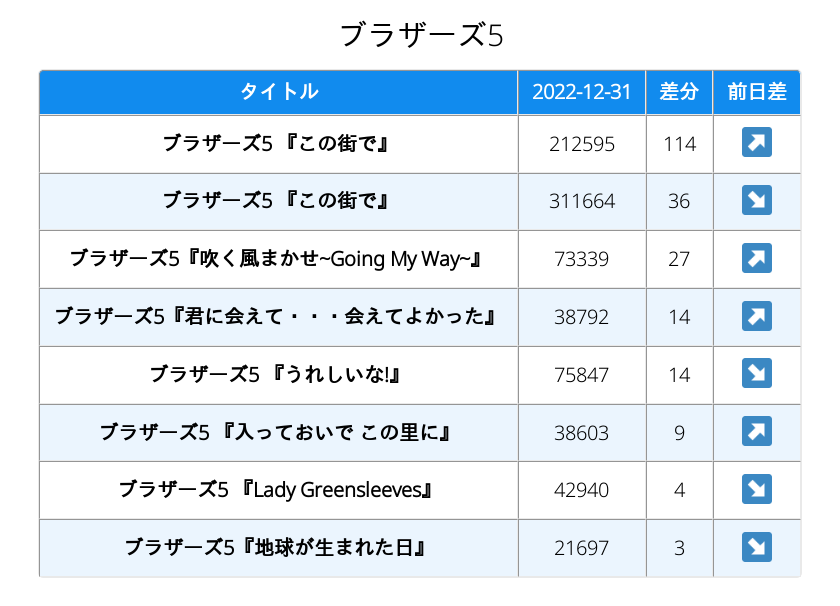 ブラザーズ5
タイトル 2022-12-31 差分 前日差
ブラザーズ5 『この街で』 212595 114 ↗
ブラザーズ5 『この街で』 311664 36 ↘
ブラザーズ5『吹く風まかせ~Going My Way~』 73339 27 ↗
ブラザーズ5『君に会えて・・・会えてよかった』 38792 14 ↗
ブラザーズ5 『うれしいな!』 75847 14 ↘
ブラザーズ5 『入っておいで この里に』 38603 9 ↗
ブラザーズ5 『Lady Greensleeves』 42940 4 ↘
ブラザーズ5『地球が生まれた日』 21697 3 ↘